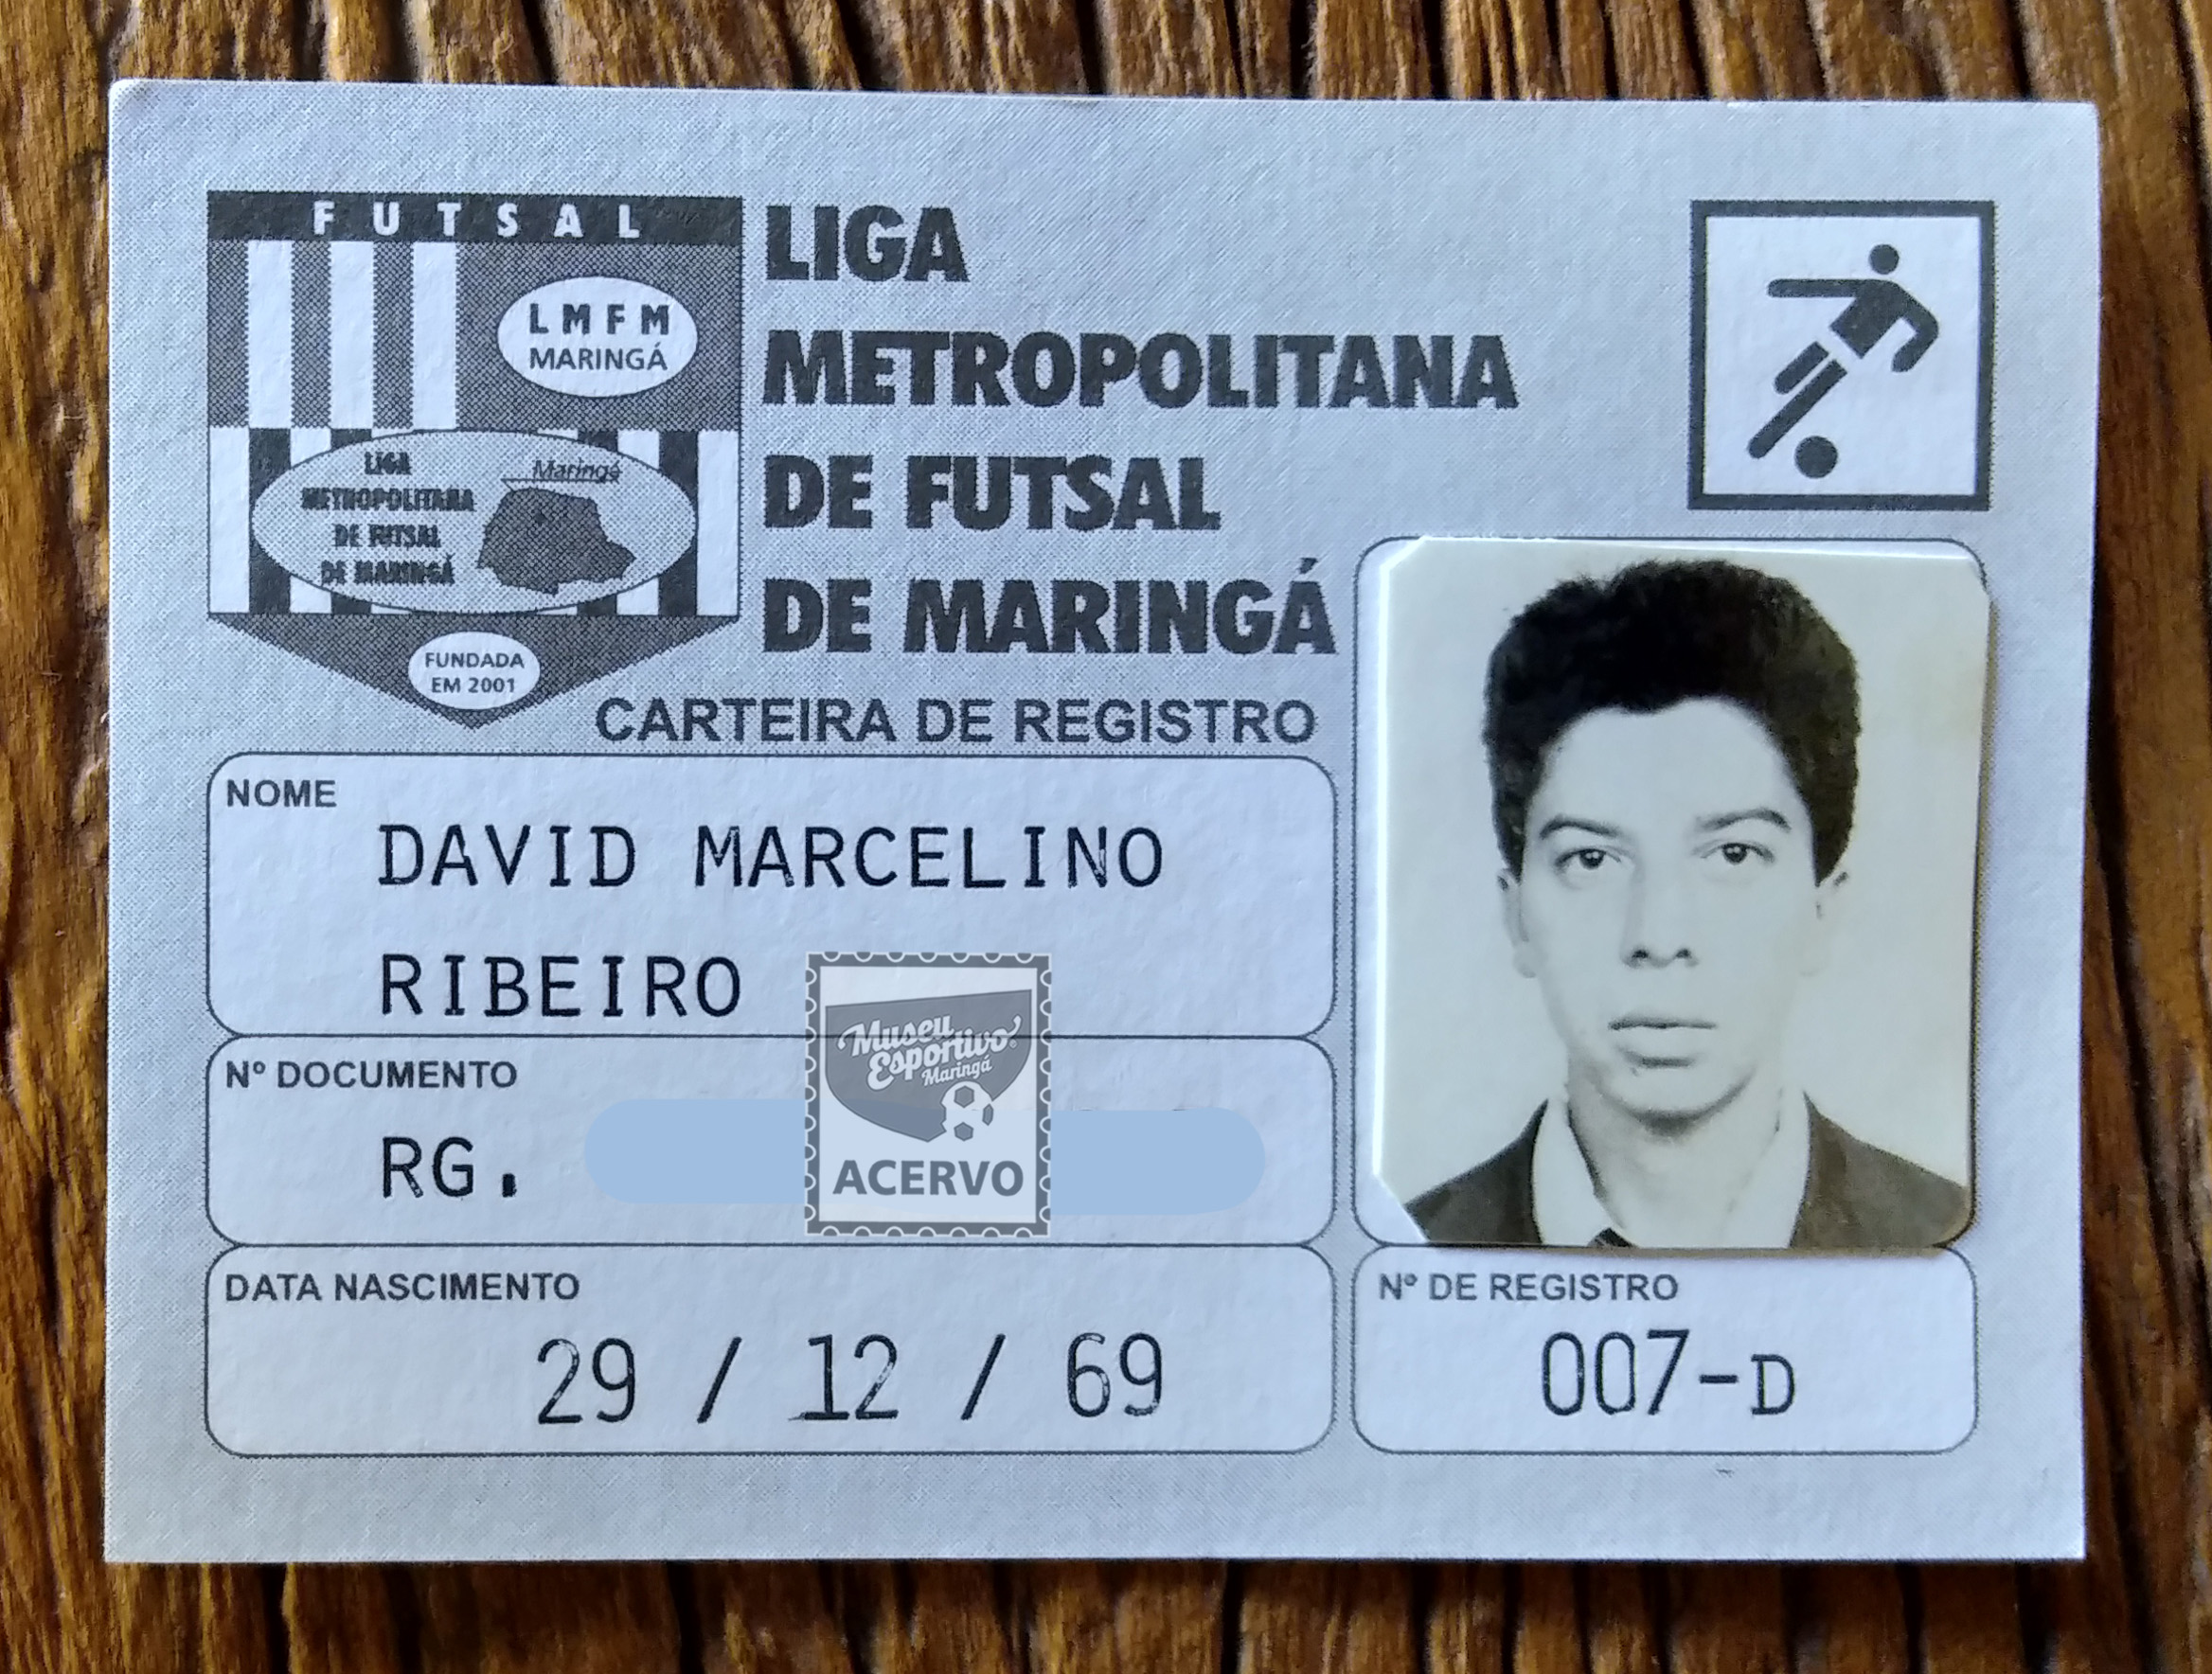 FUTSAL
LMFM
MARINGÁ
LIGA
METROPOLITANA
DE FUTSAL
DE MARINGÁ
Maringá
FUNDADA
EM 2001
LIGA
METROPOLITANA
DE FUTSAL
DE MARINGÁ
CARTEIRA DE REGISTRO
NOME
DAVID MARCELINO
RIBEIRO
Nº DOCUMENTO
RG.
Museu
Esportivo
Maringá
ACERVO
DATA NASCIMENTO
29 / 12 / 69
Nº DE REGISTRO
007-D